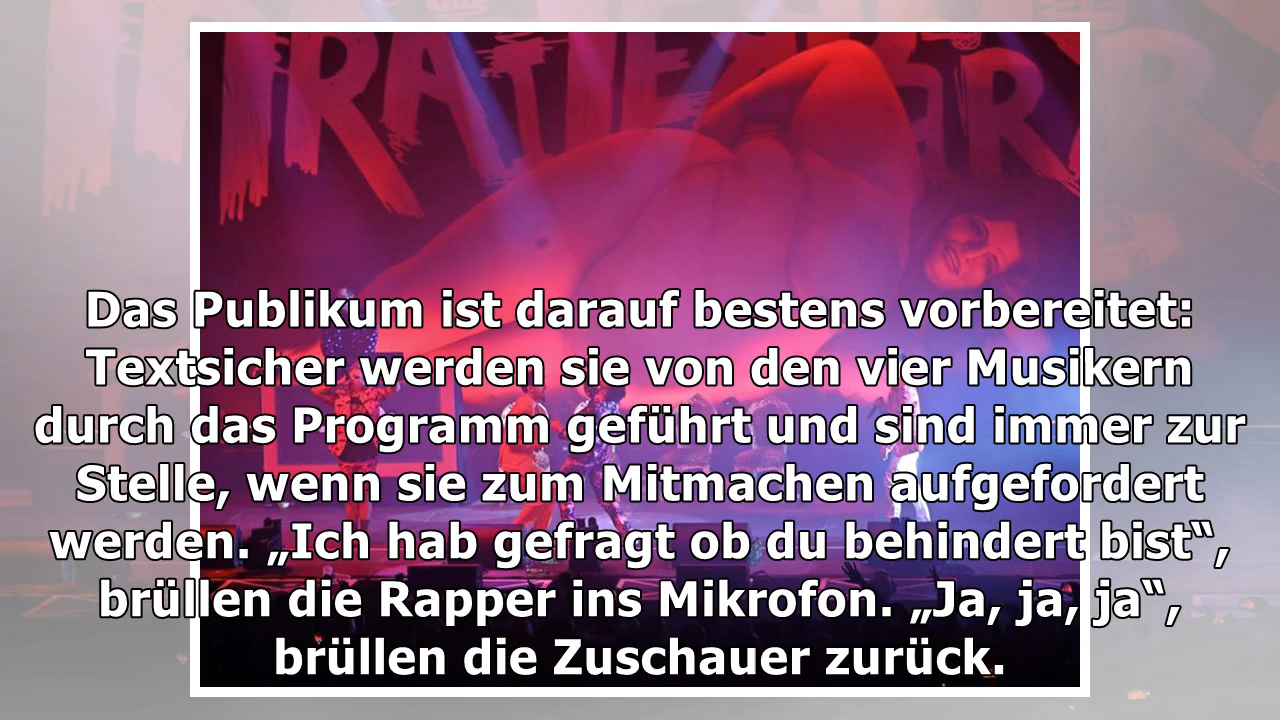 Das Publikum ist darauf bestens vorbereitet:
Textsicher werden sie von den vier Musikern
durch das Programm geführt und sind immer zur
Stelle, wenn sie zum Mitmachen aufgefordert
werden. „Ich hab gefragt ob du behindert bist“,
brüllen die Rapper ins Mikrofon. „Ja, ja, ja“,
brüllen die Zuschauer zurück.